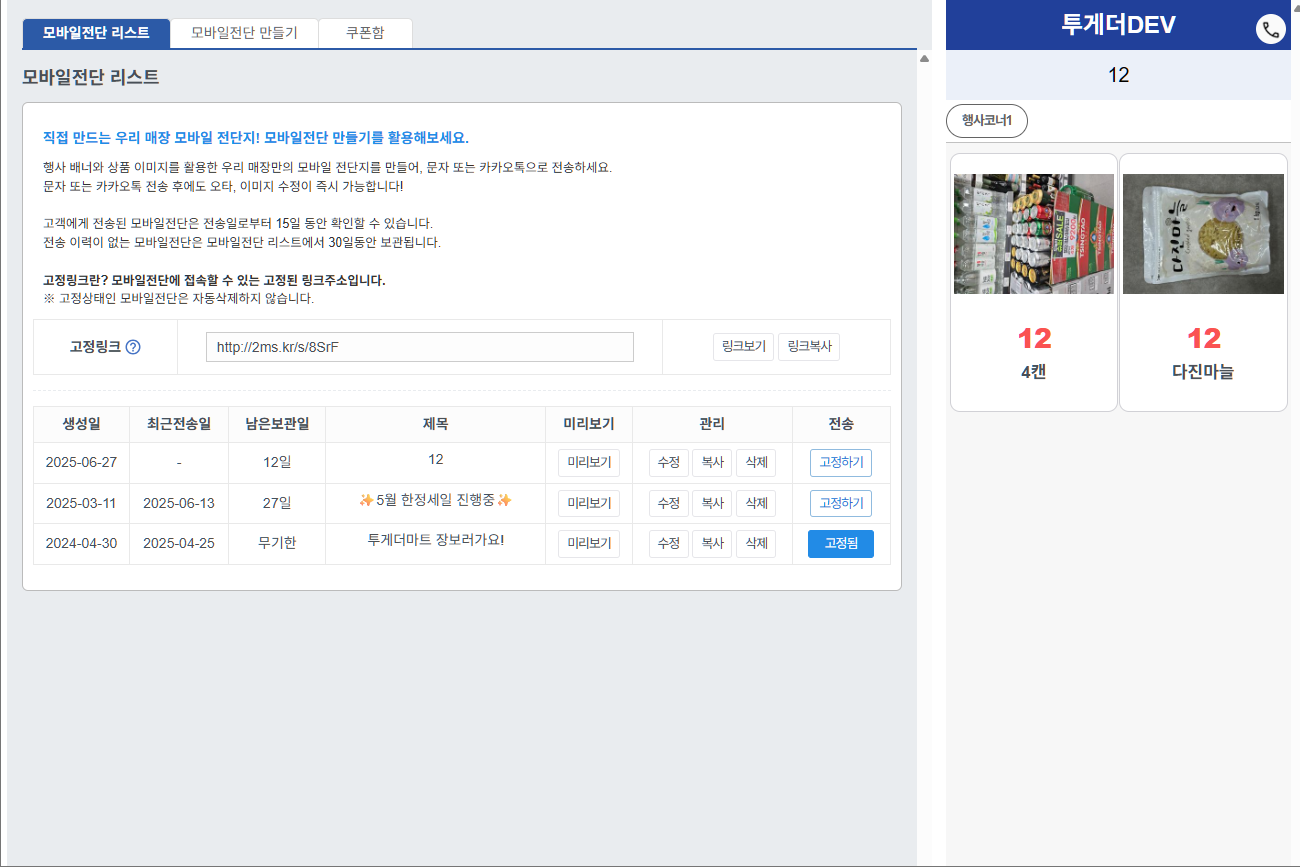 모바일전단 리스트
모바일전단 만들기
쿠폰함
모바일전단 리스트
직접 만드는 우리 매장 모바일 전단지! 모바일전단 만들기를 활용해보세요.
행사 배너와 상품 이미지를 활용한 우리 매장만의 모바일 전단지를 만들어, 문자 또는 카카오톡으로 전송하세요.
문자 또는 카카오톡 전송 후에도 오타, 이미지 수정이 즉시 가능합니다!
고객에게 전송된 모바일전단은 전송일로부터 15일 동안 확인할 수 있습니다.
전송 이력이 없는 모바일전단은 모바일전단 리스트에서 30일동안 보관됩니다.
고정링크란? 모바일전단에 접속할 수 있는 고정된 링크주소입니다.
※ 고정상태인 모바일전단은 자동삭제하지 않습니다.
고정링크 ? http://2ms.kr/s/8SrF 링크보기 링크복사
생성일 최근전송일 남은보관일 제목 미리보기 관리 전송
2025-06-27 - 12일 12 미리보기 수정 복사 삭제 고정하기
2025-03-11 2025-06-13 27일 ✨5월 한정세일 진행중✨ 미리보기 수정 복사 삭제 고정하기
2024-04-30 2025-04-25 무기한 투게더마트 장보러가요! 미리보기 수정 복사 삭제 고정됨
투게더DEV
12
행사코너1
SALE
9200
TSINGTAO
다진마늘
12
4캔
12
다진마늘